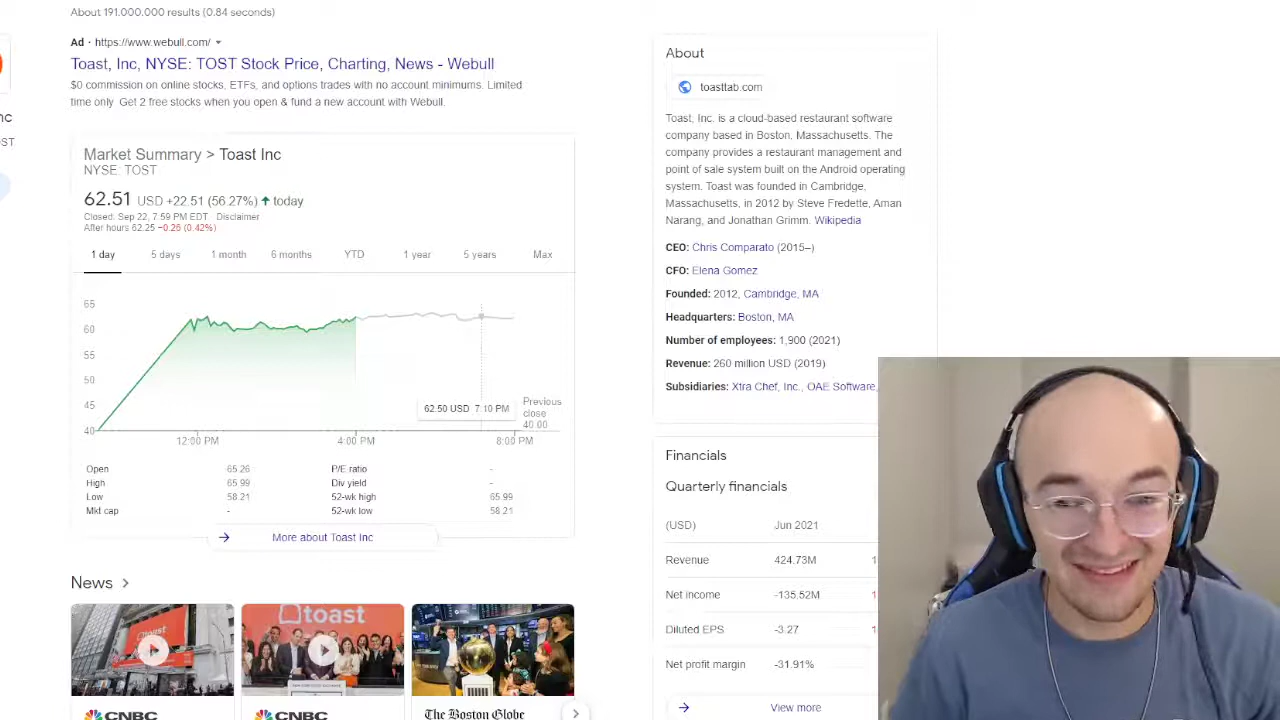 About 191.000.000 results (0.84 seconds)
Ad · https://www.webull.com/
Toast, Inc, NYSE: TOST Stock Price, Charting, News - Webull
$0 commission on online stocks, ETFs, and options trades with no account minimums. Limited
time only. Get 2 free stocks when you open & fund a new account with Webull.
nc
OST
Market Summary > Toast Inc
NYSE: TOST
62.51 USD +22.51 (56.27%) today
Closed: Sep 22, 7:59 PM EDT · Disclaimer
After hours 62.25 −0.26 (0.42%)
1 day 5 days 1 month 6 months YTD 1 year 5 years Max
65
60
55
50
45
40
62.50 USD 7:10 PM
Previous
close
40.00
12:00 PM 4:00 PM 8:00 PM
Open 65.26 P/E ratio -
High 65.99 Div yield -
Low 58.21 52-wk high 65.99
Mkt cap - 52-wk low 58.21
More about Toast Inc
News
toast
toast
CNBC
CNBC
The Boston Globe
About
toasttab.com
Toast, Inc. is a cloud-based restaurant software
company based in Boston, Massachusetts. The
company provides a restaurant management and
point of sale system built on the Android operating
system. Toast was founded in Cambridge,
Massachusetts, in 2012 by Steve Fredette, Aman
Narang, and Jonathan Grimm. Wikipedia
CEO: Chris Comparato (2015–)
CFO: Elena Gomez
Founded: 2012, Cambridge, MA
Headquarters: Boston, MA
Number of employees: 1,900 (2021)
Revenue: 260 million USD (2019)
Subsidiaries: Xtra Chef, Inc., OAE Software,
Financials
Quarterly financials
(USD) Jun 2021
Revenue 424.73M 1
Net income -135.52M 1
Diluted EPS -3.27 1
Net profit margin -31.91%
View more